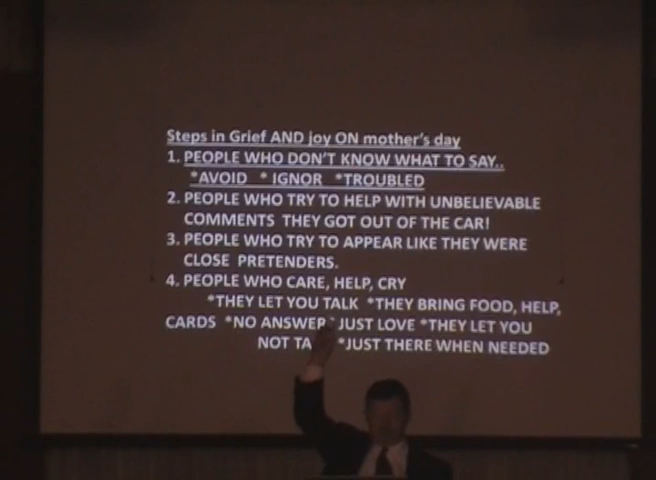 Steps in Grief AND joy ON mother's day
1. PEOPLE WHO DON'T KNOW WHAT TO SAY..
*AVOID * IGNOR *TROUBLED
2. PEOPLE WHO TRY TO HELP WITH UNBELIEVABLE
COMMENTS THEY GOT OUT OF THE CAR!
3. PEOPLE WHO TRY TO APPEAR LIKE THEY WERE
CLOSE PRETENDERS.
4. PEOPLE WHO CARE, HELP, CRY
*THEY LET YOU TALK *THEY BRING FOOD, HELP,
CARDS *NO ANSWER *JUST LOVE *THEY LET YOU
NOT *JUST THERE WHEN NEEDED